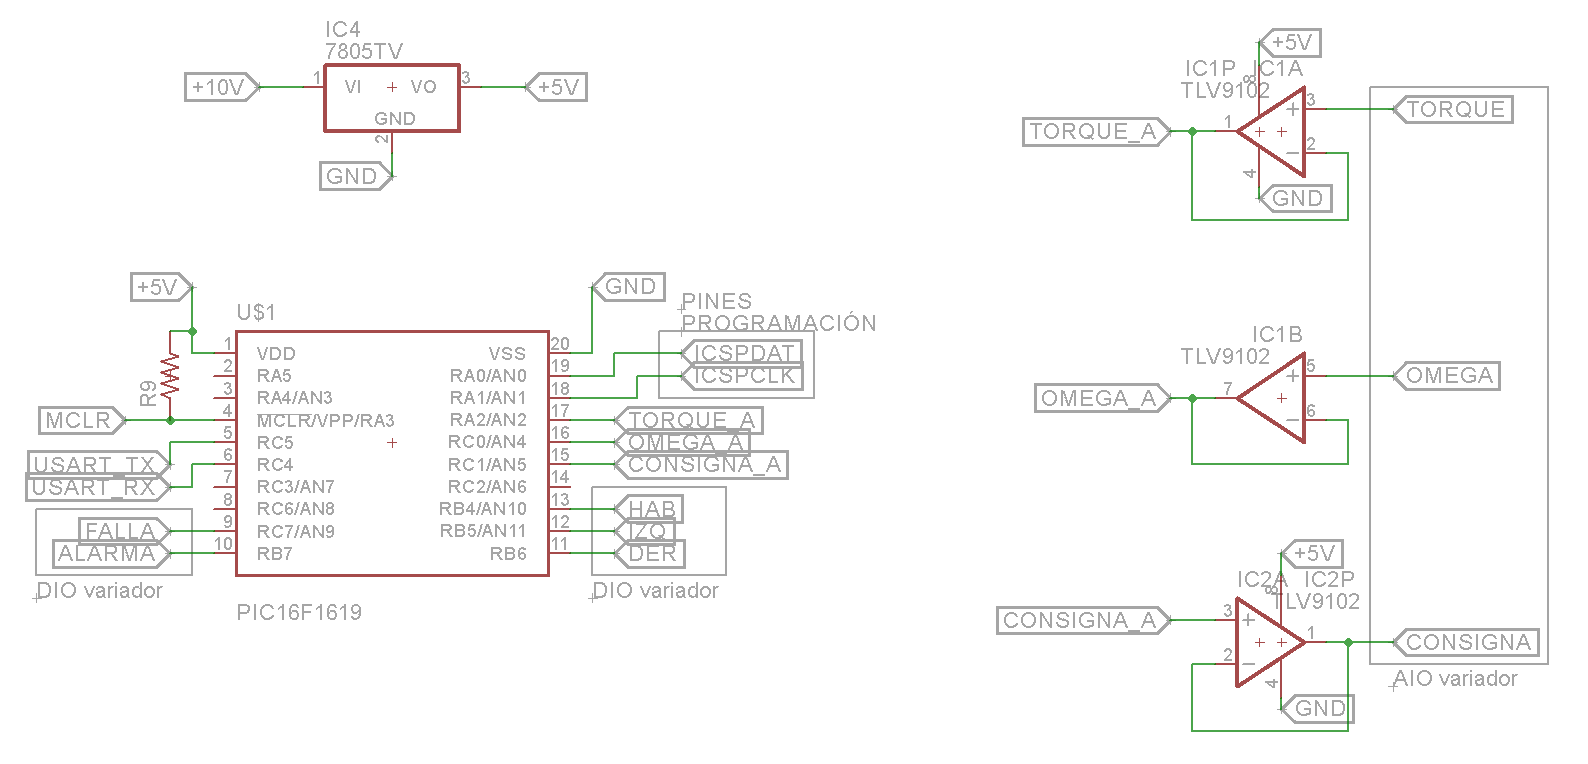 IC4
7805TV
+10V
1
VI
VO
3
+5V
GND
2
GND
+5V
GND
U$1
PINES
PROGRAMACIÓN
R9
1
VDD
VSS
20
2
RA5
RA0/AN0
19
ICSPDAT
3
RA4/AN3
RA1/AN1
18
ICSPCLK
MCLR
4
MCLR/VPP/RA3
RA2/AN2
17
TORQUE_A
5
RC5
RC0/AN4
16
OMEGA_A
USART_TX
6
RC4
RC1/AN5
15
CONSIGNA_A
USART_RX
7
RC3/AN7
RC2/AN6
14
8
RC6/AN8
RB4/AN10
13
HAB
FALLA
9
RC7/AN9
RB5/AN11
12
IZQ
ALARMA
10
RB7
RB6
11
DER
DIO variador
DIO variador
PIC16F1619
+5V
IC1P
IC1A
TLV9102
8
3
TORQUE
TORQUE_A
1
+
−
2
4
GND
IC1B
TLV9102
5
OMEGA
OMEGA_A
7
+
−
6
+5V
IC2A
IC2P
TLV9102
8
CONSIGNA_A
3
+
−
2
1
CONSIGNA
4
GND
AIO variador